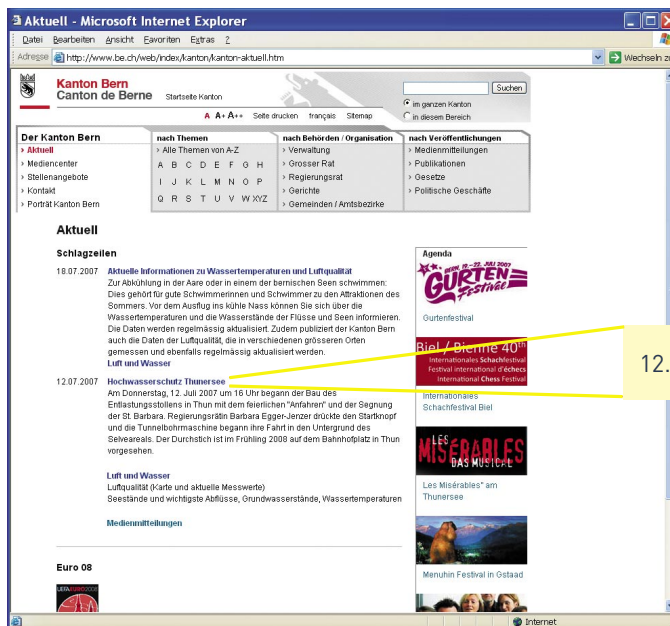 Aktuell - Microsoft Internet Explorer
Datei Bearbeiten Ansicht Favoriten Extras ?
Adresse http://www.be.ch/web/index/kanton/kanton-aktuell.htm Wechseln zu
Kanton Bern
Canton de Berne Startseite Kanton
Suchen
im ganzen Kanton
in diesem Bereich
A A+ A++ Seite drucken français Sitemap
Der Kanton Bern
› Aktuell
› Mediencenter
› Stellenangebote
› Kontakt
› Porträt Kanton Bern
nach Themen
› Alle Themen von A-Z
A B C D E F G H
I J K L M N O P
Q R S T U V W XYZ
nach Behörden / Organisation
› Verwaltung
› Grosser Rat
› Regierungsrat
› Gerichte
› Gemeinden / Amtsbezirke
nach Veröffentlichungen
› Medienmitteilungen
› Publikationen
› Gesetze
› Politische Geschäfte
Aktuell
Schlagzeilen
18.07.2007 Aktuelle Informationen zu Wassertemperaturen und Luftqualität
Zur Abkühlung in der Aare oder in einem der bernischen Seen schwimmen:
Dies gehört für gute Schwimmerinnen und Schwimmer zu den Attraktionen des
Sommers. Vor dem Ausflug ins kühle Nass können Sie sich über die
Wassertemperaturen und die Wasserstände der Flüsse und Seen informieren.
Die Daten werden regelmässig aktualisiert. Zudem publiziert der Kanton Bern
auch die Daten der Luftqualität, die in verschiedenen grösseren Orten
gemessen und ebenfalls regelmässig aktualisiert werden.
Luft und Wasser
12.07.2007 Hochwasserschutz Thunersee
Am Donnerstag, 12. Juli 2007 um 16 Uhr begann der Bau des
Entlastungsstollens in Thun mit dem feierlichen "Anfahren" und der Segnung
der St. Barbara. Regierungsrätin Barbara Egger-Jenzer drückte den Startknopf
und die Tunnelbohrmaschine begann ihre Fahrt in den Untergrund des
Selveareals. Der Durchstich ist im Frühling 2008 auf dem Bahnhofplatz in Thun
vorgesehen.
Luft und Wasser
Luftqualität (Karte und aktuelle Messwerte)
Seestände und wichtigste Abflüsse, Grundwasserstände, Wassertemperaturen
Medienmitteilungen
Euro 08
UEFA EURO2008
Agenda
BERN, 19.-22. JULI 2007
GURTEN
Festival
Gurtenfestival
Biel / Bienne 40th
Internationales Schachfestival
Festival international d'échecs
International Chess Festival
Internationales
Schachfestival Biel
LES
MISÉRABLES
DAS MUSICAL
Les Misérables" am
Thunersee
Menuhin Festival in Gstaad
12.
Internet